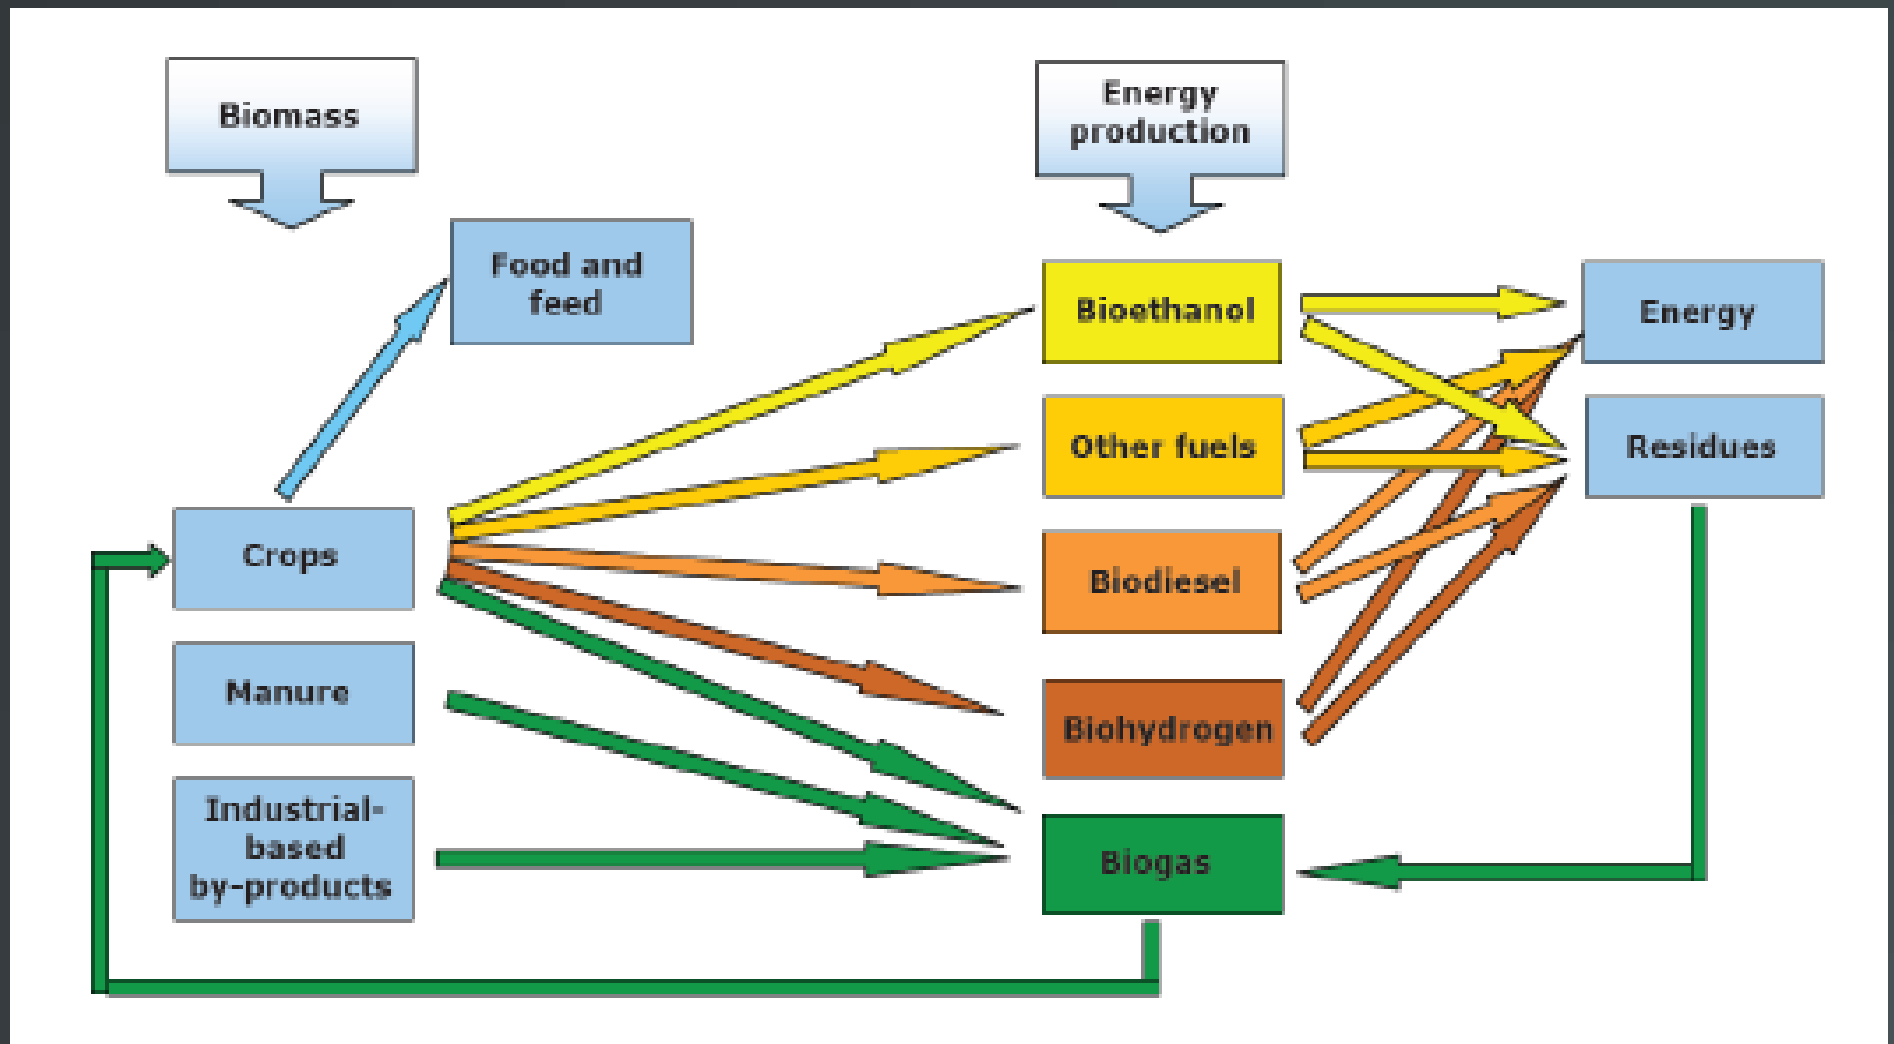 Biomass
Energy
production
Food and
feed
Bioethanol
Energy
Other fuels
Residues
Crops
Biodiesel
Manure
Biohydrogen
Industrial-
based
by-products
Biogas